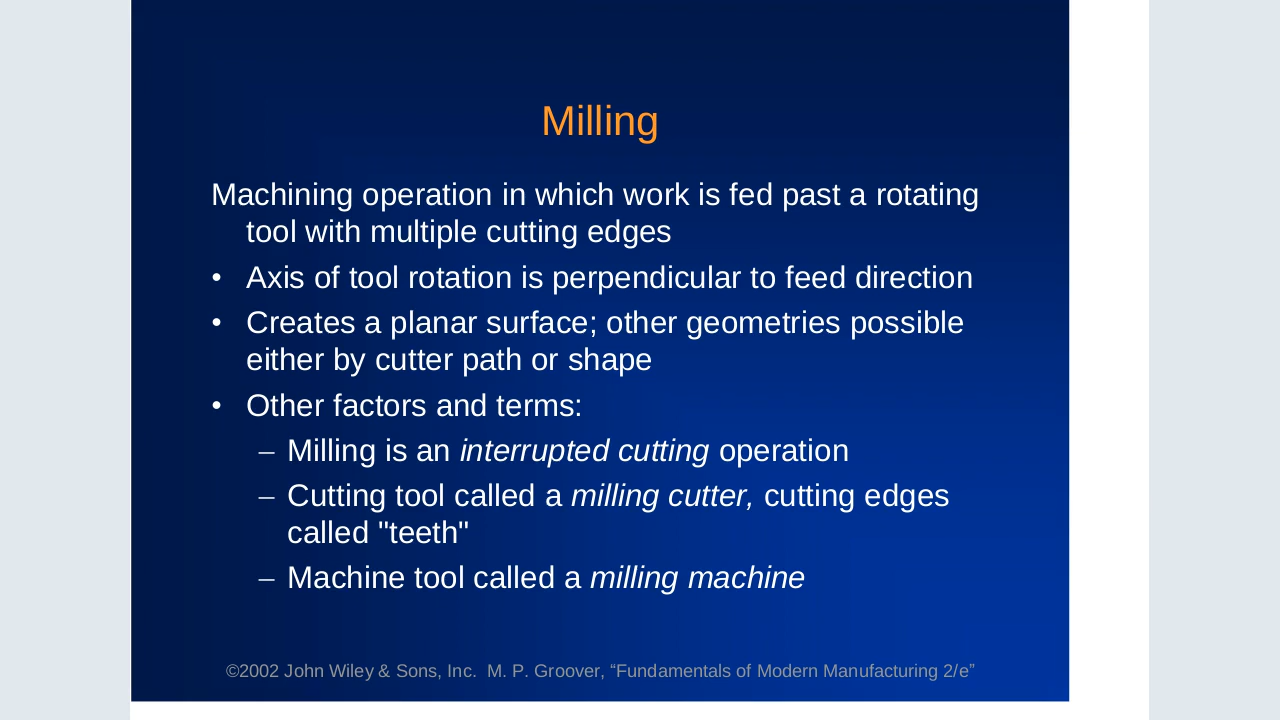 Milling
Machining operation in which work is fed past a rotating
tool with multiple cutting edges
• Axis of tool rotation is perpendicular to feed direction
• Creates a planar surface; other geometries possible
either by cutter path or shape
• Other factors and terms:
– Milling is an interrupted cutting operation
– Cutting tool called a milling cutter, cutting edges
called "teeth"
– Machine tool called a milling machine
©2002 John Wiley & Sons, Inc.  M. P. Groover, “Fundamentals of Modern Manufacturing 2/e”